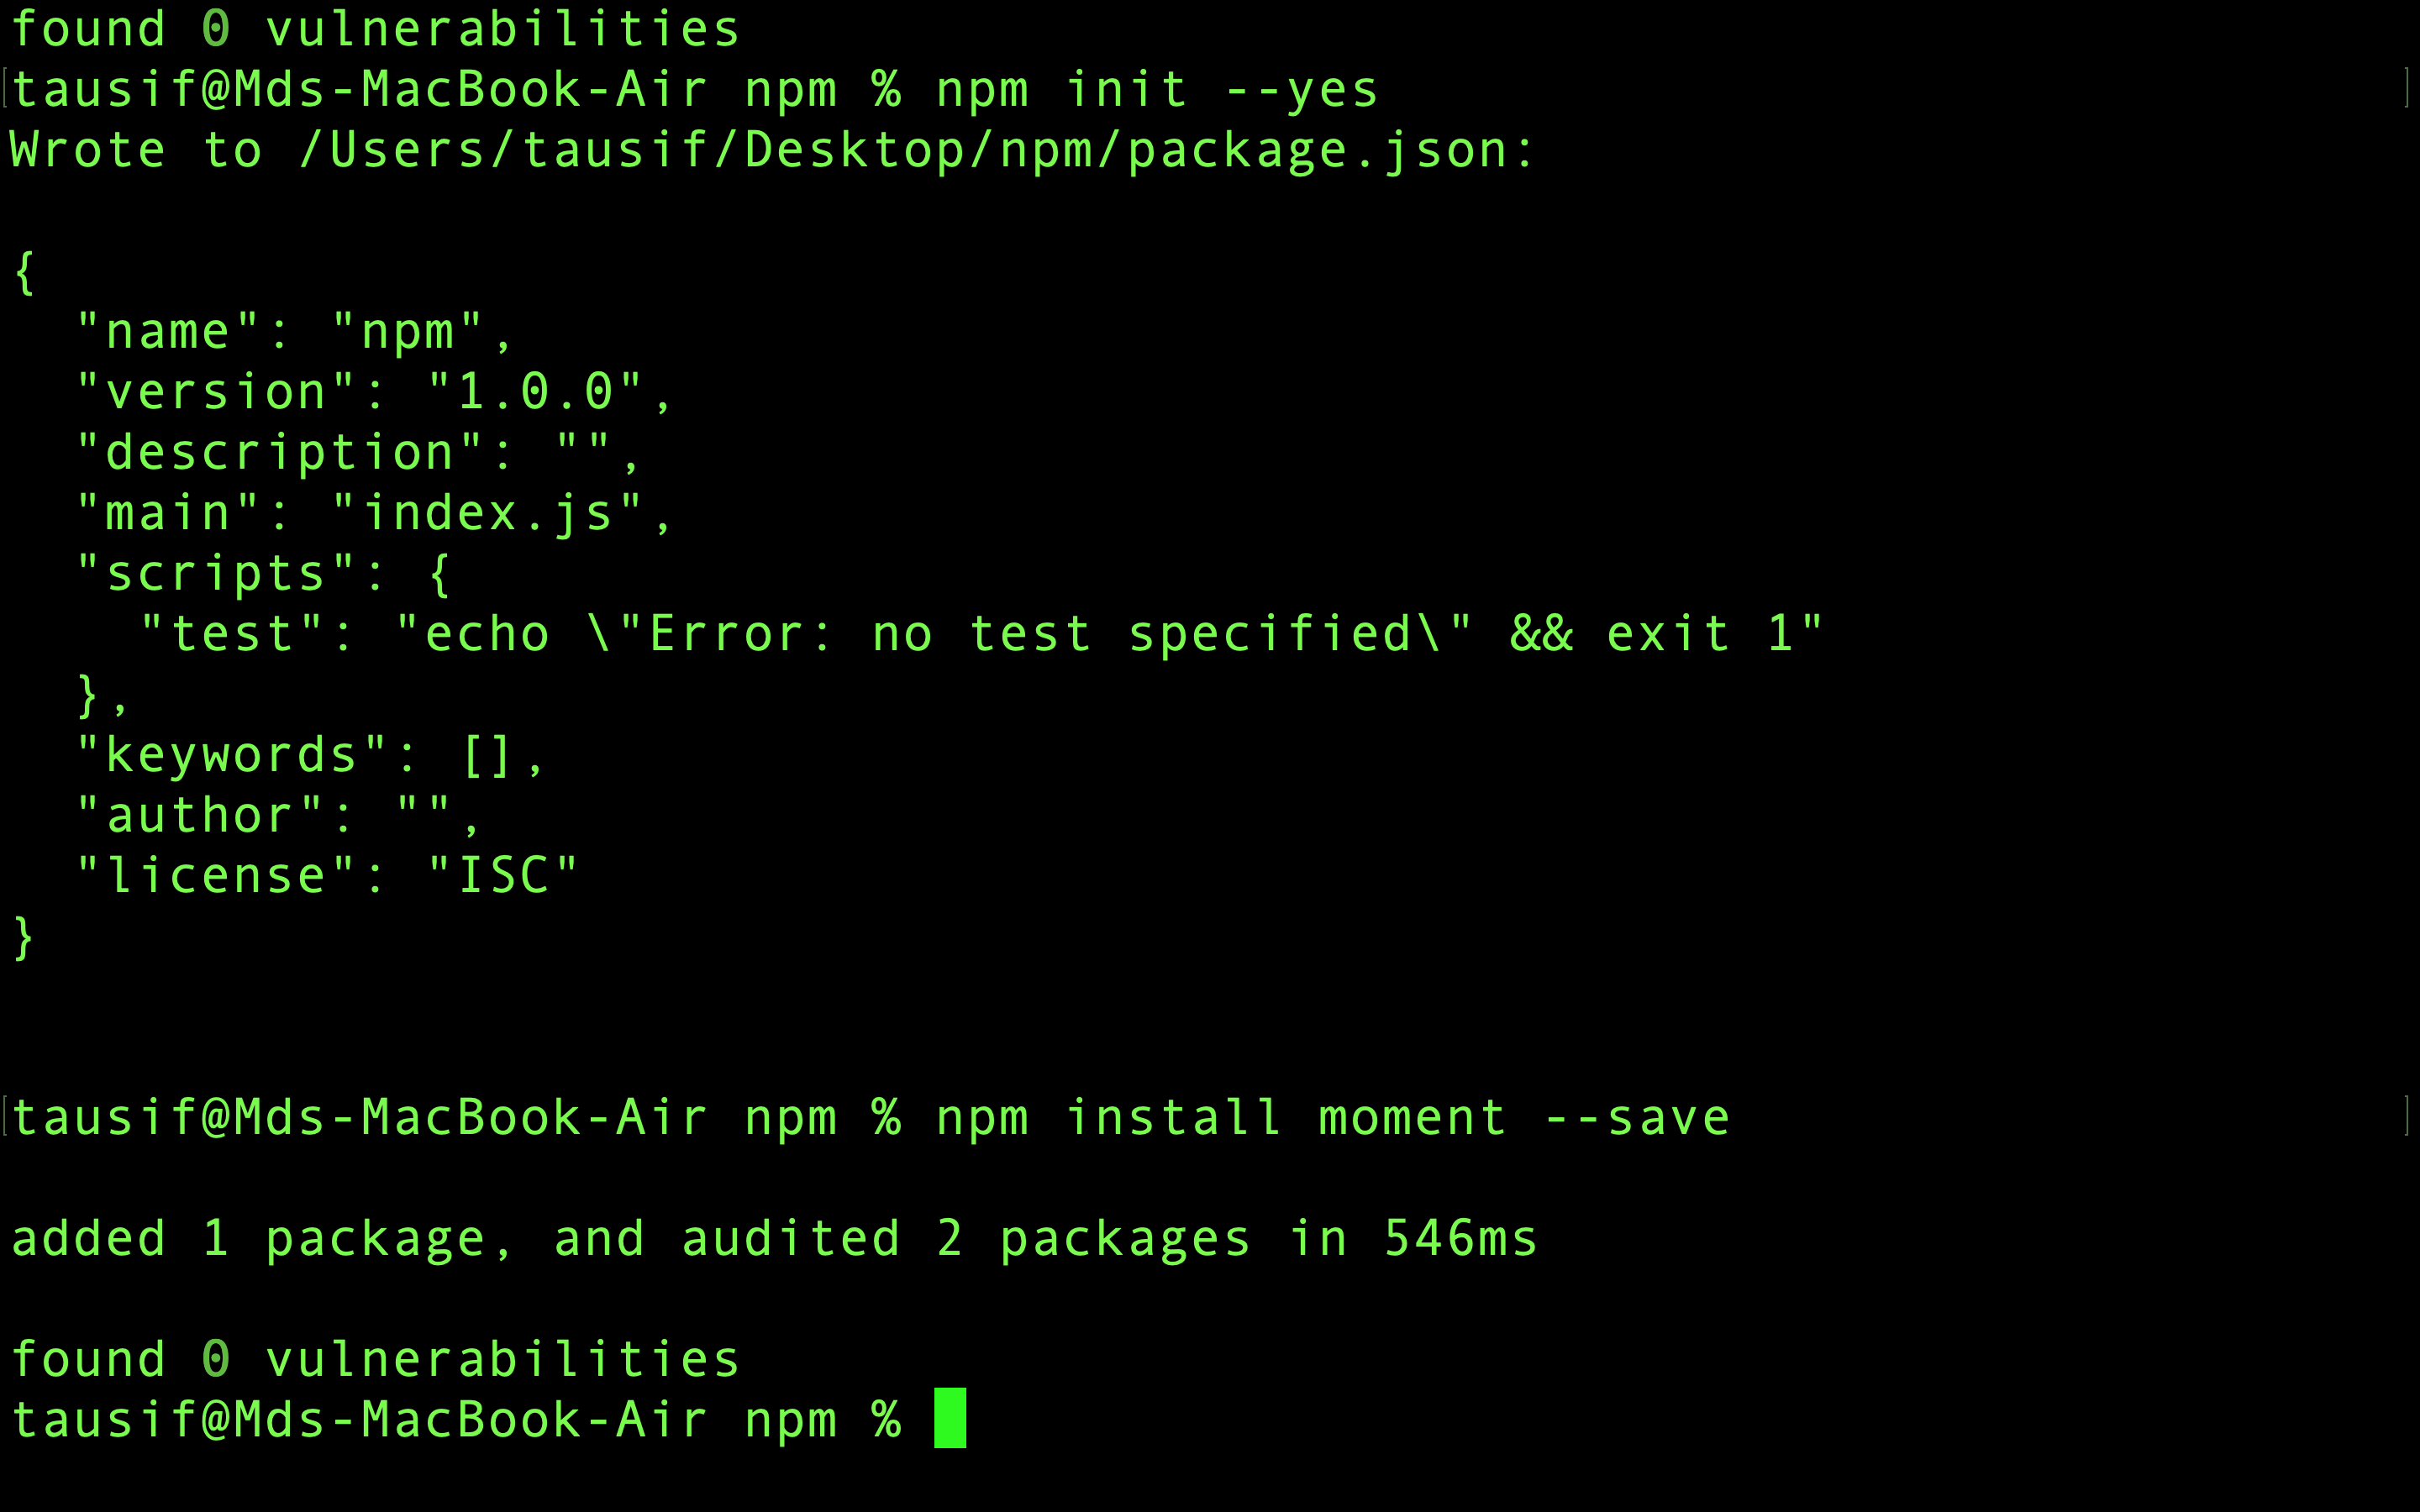 found 0 vulnerabilities
[tausif@Mds-MacBook-Air npm % npm init --yes ]
Wrote to /Users/tausif/Desktop/npm/package.json:
{
  "name": "npm",
  "version": "1.0.0",
  "description": "",
  "main": "index.js",
  "scripts": {
    "test": "echo \"Error: no test specified\" && exit 1"
  },
  "keywords": [],
  "author": "",
  "license": "ISC"
}
[tausif@Mds-MacBook-Air npm % npm install moment --save ]
added 1 package, and audited 2 packages in 546ms
found 0 vulnerabilities
tausif@Mds-MacBook-Air npm %